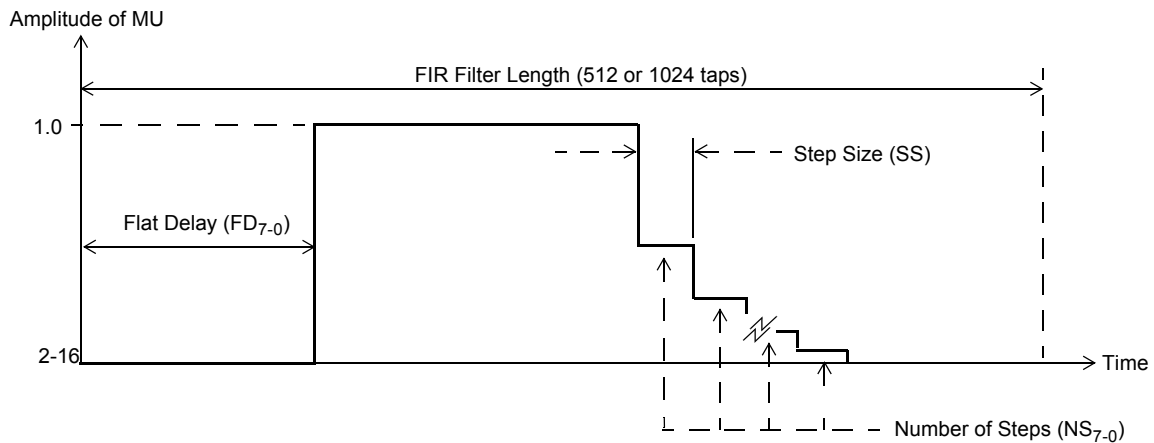 Amplitude of MU
FIR Filter Length (512 or 1024 taps)
1.0
Step Size (SS)
Flat Delay (FD7-0)
2-16
Time
Number of Steps (NS7-0)